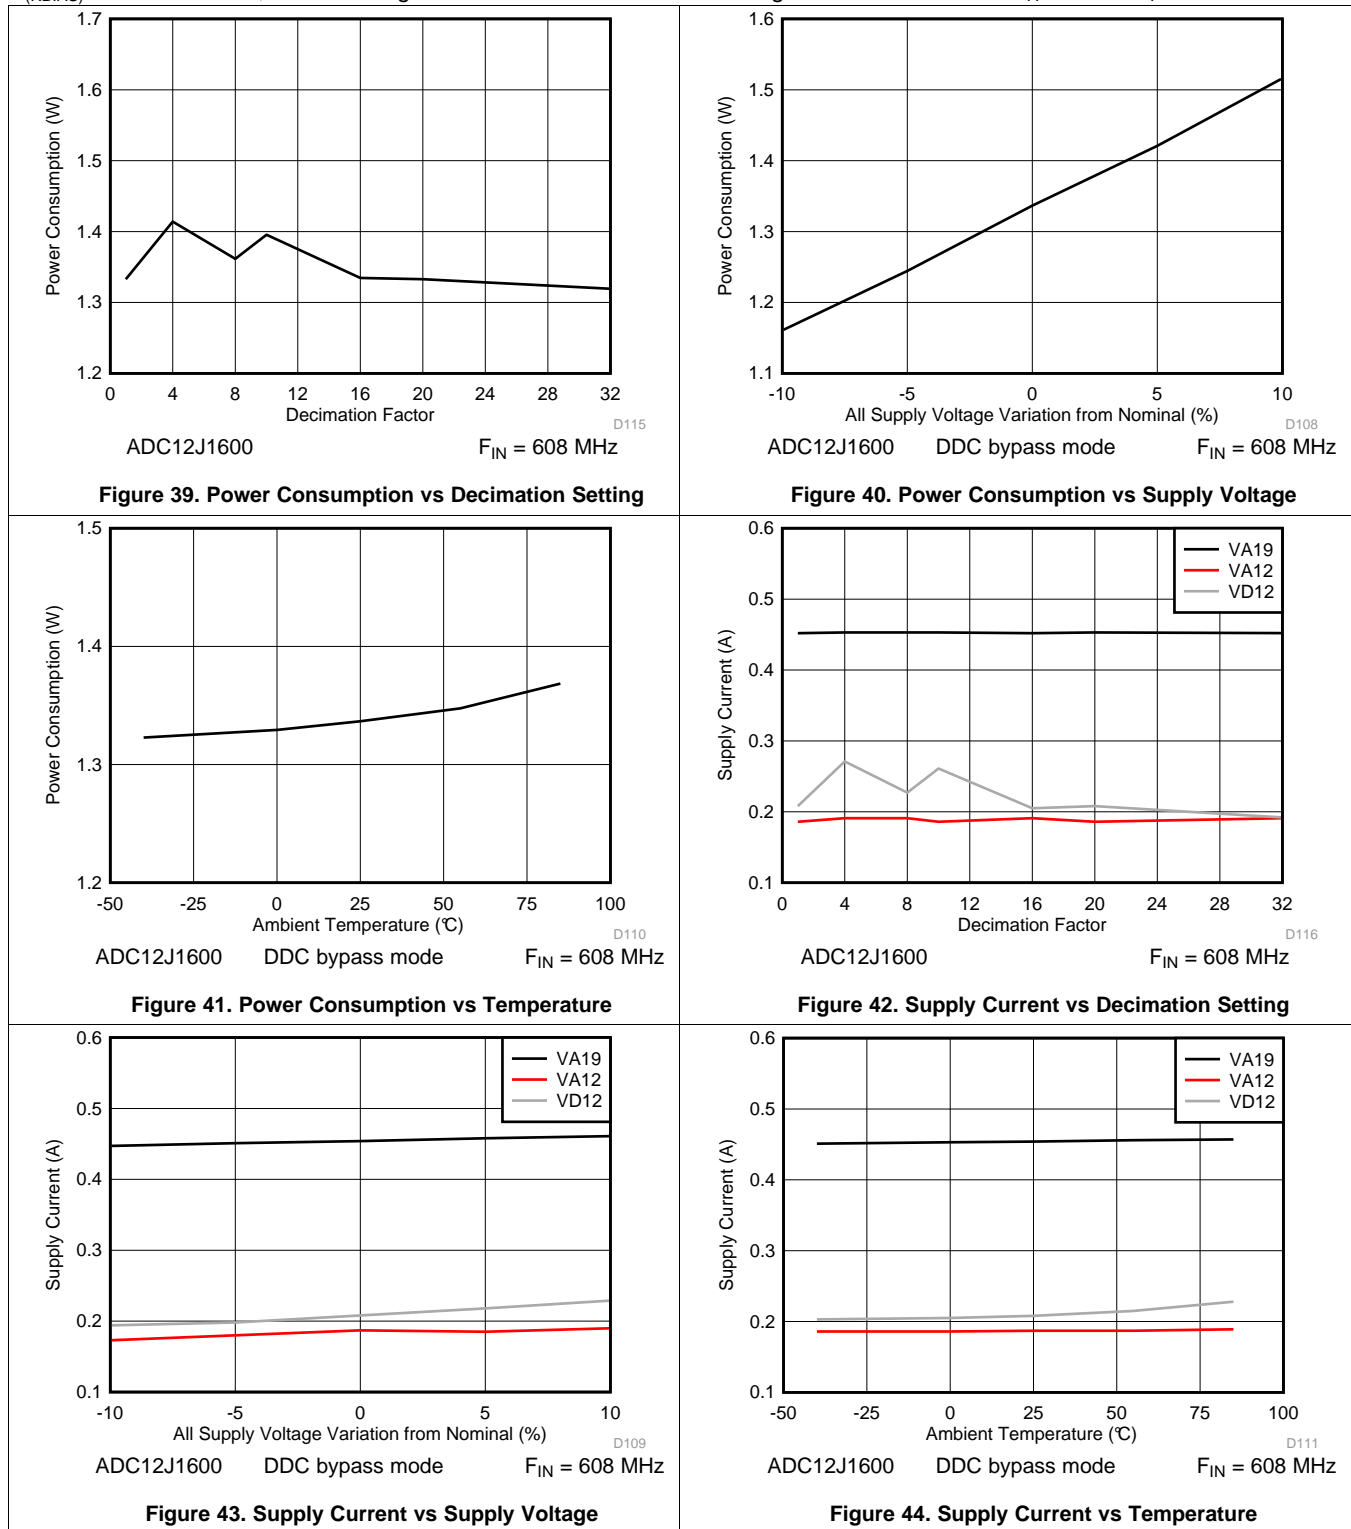 (RBIAS)
1.7
1.6
1.5
1.4
1.3
1.2
Power Consumption (W)
0 4 8 12 16 20 24 28 32
Decimation Factor
D115
ADC12J1600 FIN = 608 MHz
Figure 39. Power Consumption vs Decimation Setting
1.6
1.5
1.4
1.3
1.2
1.1
Power Consumption (W)
-10 -5 0 5 10
All Supply Voltage Variation from Nominal (%)
D108
ADC12J1600 DDC bypass mode FIN = 608 MHz
Figure 40. Power Consumption vs Supply Voltage
1.5
1.4
1.3
1.2
Power Consumption (W)
-50 -25 0 25 50 75 100
Ambient Temperature (°C)
D110
ADC12J1600 DDC bypass mode FIN = 608 MHz
Figure 41. Power Consumption vs Temperature
0.6
0.5
0.4
0.3
0.2
0.1
Supply Current (A)
VA19
VA12
VD12
0 4 8 12 16 20 24 28 32
Decimation Factor
D116
ADC12J1600 FIN = 608 MHz
Figure 42. Supply Current vs Decimation Setting
0.6
0.5
0.4
0.3
0.2
0.1
Supply Current (A)
VA19
VA12
VD12
-10 -5 0 5 10
All Supply Voltage Variation from Nominal (%)
D109
ADC12J1600 DDC bypass mode FIN = 608 MHz
Figure 43. Supply Current vs Supply Voltage
0.6
0.5
0.4
0.3
0.2
0.1
Supply Current (A)
VA19
VA12
VD12
-50 -25 0 25 50 75 100
Ambient Temperature (°C)
D111
ADC12J1600 DDC bypass mode FIN = 608 MHz
Figure 44. Supply Current vs Temperature